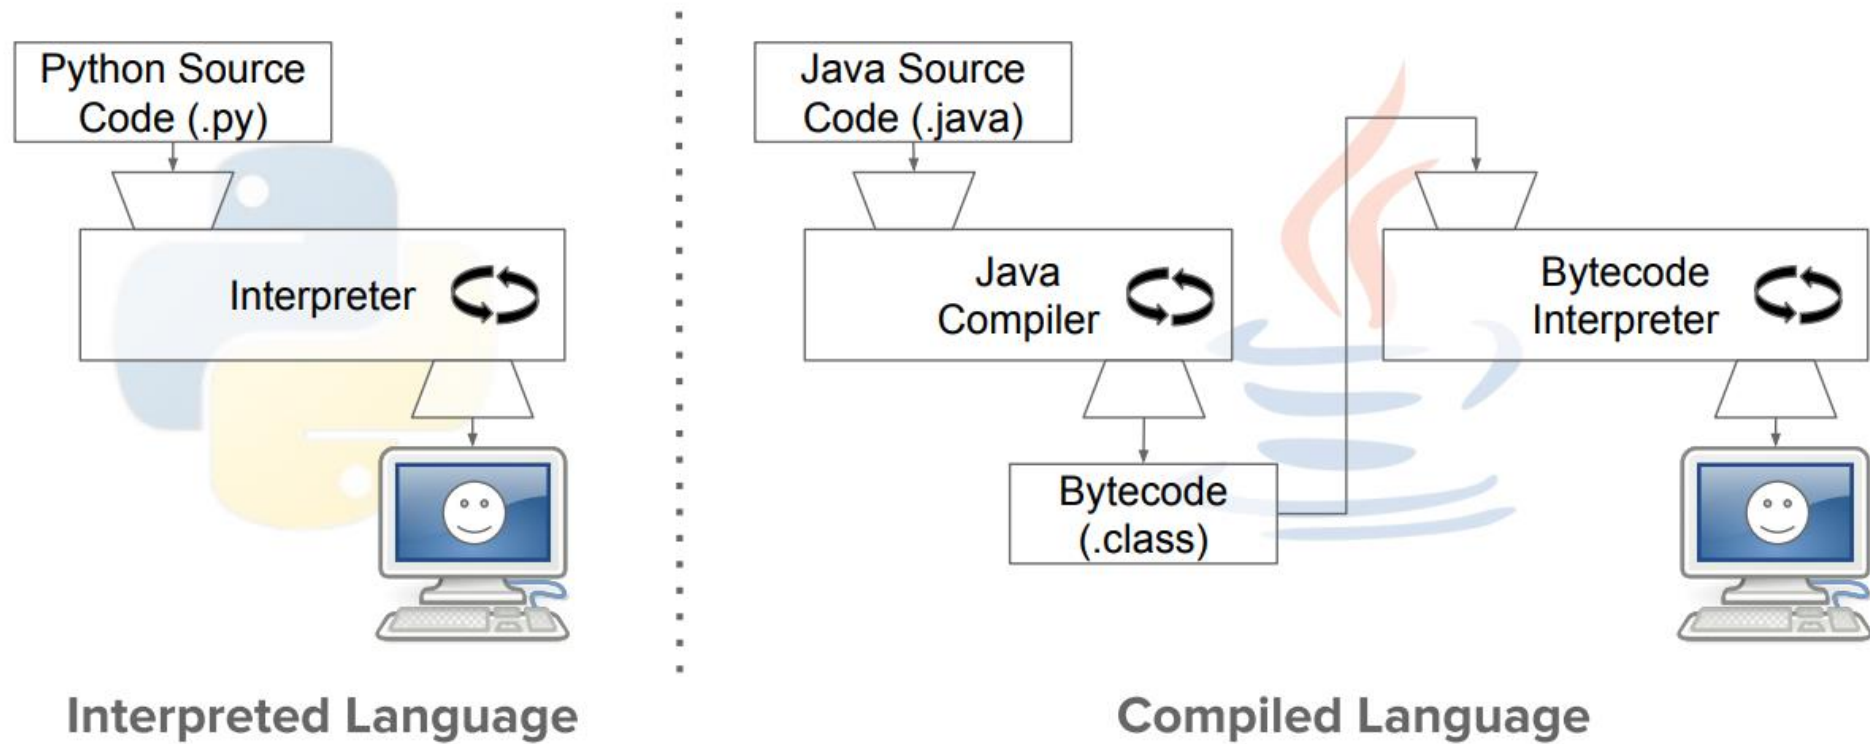 Python Source
Code (.py)
Interpreter
Interpreted Language
Java Source
Code (.java)
Java
Compiler
Bytecode
(.class)
Bytecode
Interpreter
Compiled Language